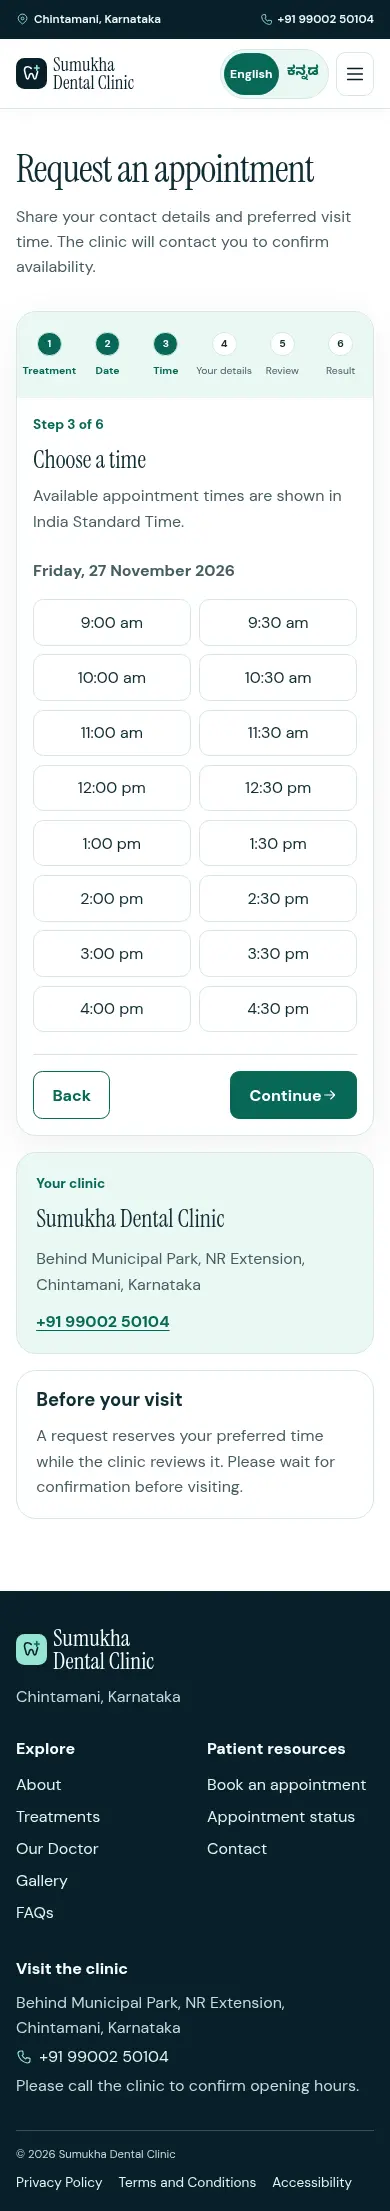 Chintamani, Karnataka
+91 99002 50104
Sumukha
Dental Clinic
English
ಕನ್ನಡ
Request an appointment
Share your contact details and preferred visit
time. The clinic will contact you to confirm
availability.
1
2
3
4
5
6
Treatment
Date
Time
Your details
Review
Result
Step 3 of 6
Choose a time
Available appointment times are shown in
India Standard Time.
Friday, 27 November 2026
9:00 am
9:30 am
10:00 am
10:30 am
11:00 am
11:30 am
12:00 pm
12:30 pm
1:00 pm
1:30 pm
2:00 pm
2:30 pm
3:00 pm
3:30 pm
4:00 pm
4:30 pm
Back
Continue→
Your clinic
Sumukha Dental Clinic
Behind Municipal Park, NR Extension,
Chintamani, Karnataka
+91 99002 50104
Before your visit
A request reserves your preferred time
while the clinic reviews it. Please wait for
confirmation before visiting.
Sumukha
Dental Clinic
Chintamani, Karnataka
Explore
About
Treatments
Our Doctor
Gallery
FAQs
Patient resources
Book an appointment
Appointment status
Contact
Visit the clinic
Behind Municipal Park, NR Extension,
Chintamani, Karnataka
+91 99002 50104
Please call the clinic to confirm opening hours.
© 2026 Sumukha Dental Clinic
Privacy Policy
Terms and Conditions
Accessibility